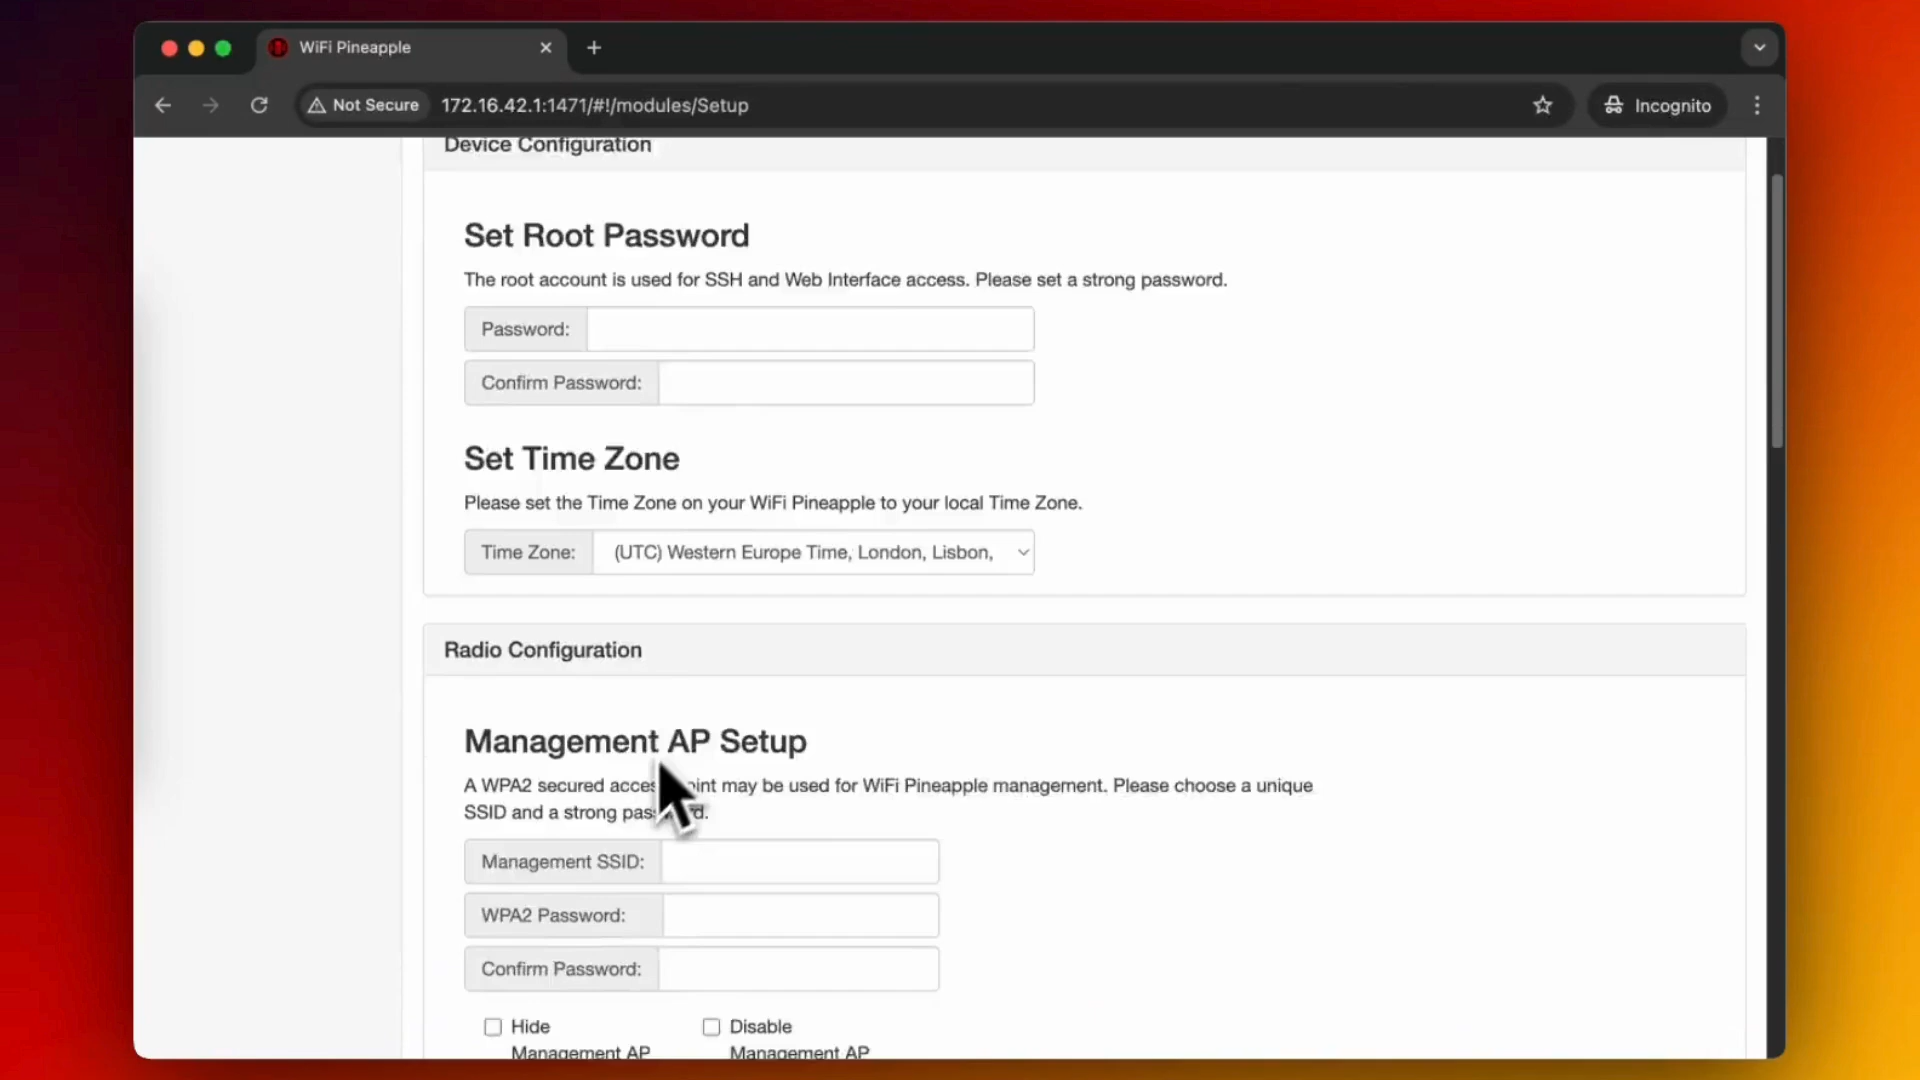 WiFi Pineapple
Not Secure 172.16.42.1:1471/#!/modules/Setup Incognito
Device Configuration
Set Root Password
The root account is used for SSH and Web Interface access. Please set a strong password.
Password:
Confirm Password:
Set Time Zone
Please set the Time Zone on your WiFi Pineapple to your local Time Zone.
Time Zone: (UTC) Western Europe Time, London, Lisbon,
Radio Configuration
Management AP Setup
A WPA2 secured may be used for WiFi Pineapple management. Please choose a unique
SSID and a strong
Management SSID:
WPA2 Password:
Confirm Password:
Hide Disable
Management AP Management AP